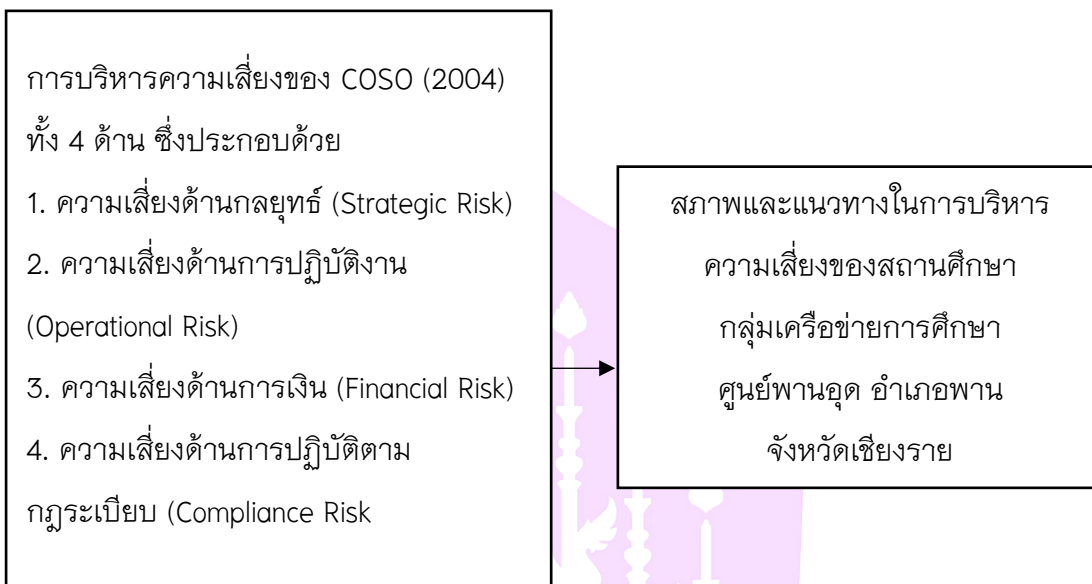 การบริหารความเสี่ยงของ COSO (2004)
ทั้ง 4 ด้าน ซึ่งประกอบด้วย
1. ความเสี่ยงด้านกลยุทธ์ (Strategic Risk)
2. ความเสี่ยงด้านการปฏิบัติงาน
(Operational Risk)
3. ความเสี่ยงด้านการเงิน (Financial Risk)
4. ความเสี่ยงด้านการปฏิบัติตาม
กฎระเบียบ (Compliance Risk
สภาพและแนวทางในการบริหาร
ความเสี่ยงของสถานศึกษา
กลุ่มเครือข่ายการศึกษา
ศูนย์พานอุด อำเภอพาน
จังหวัดเชียงราย